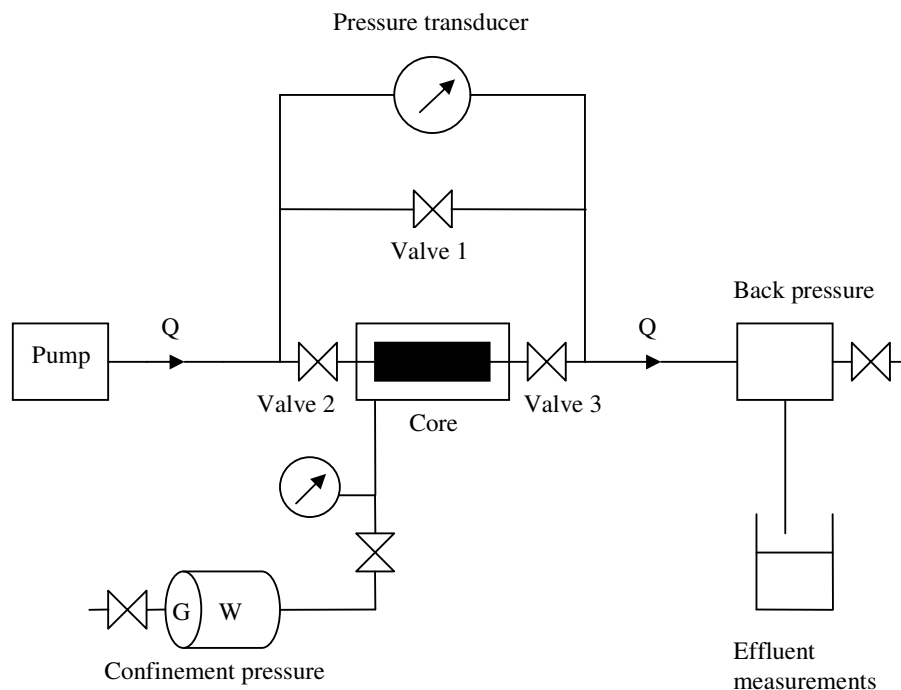 Pressure transducer
Valve 1
Back pressure
Q
Q
Pump
Valve 2
Valve 3
Core
G
W
Confinement pressure
Effluent
measurements